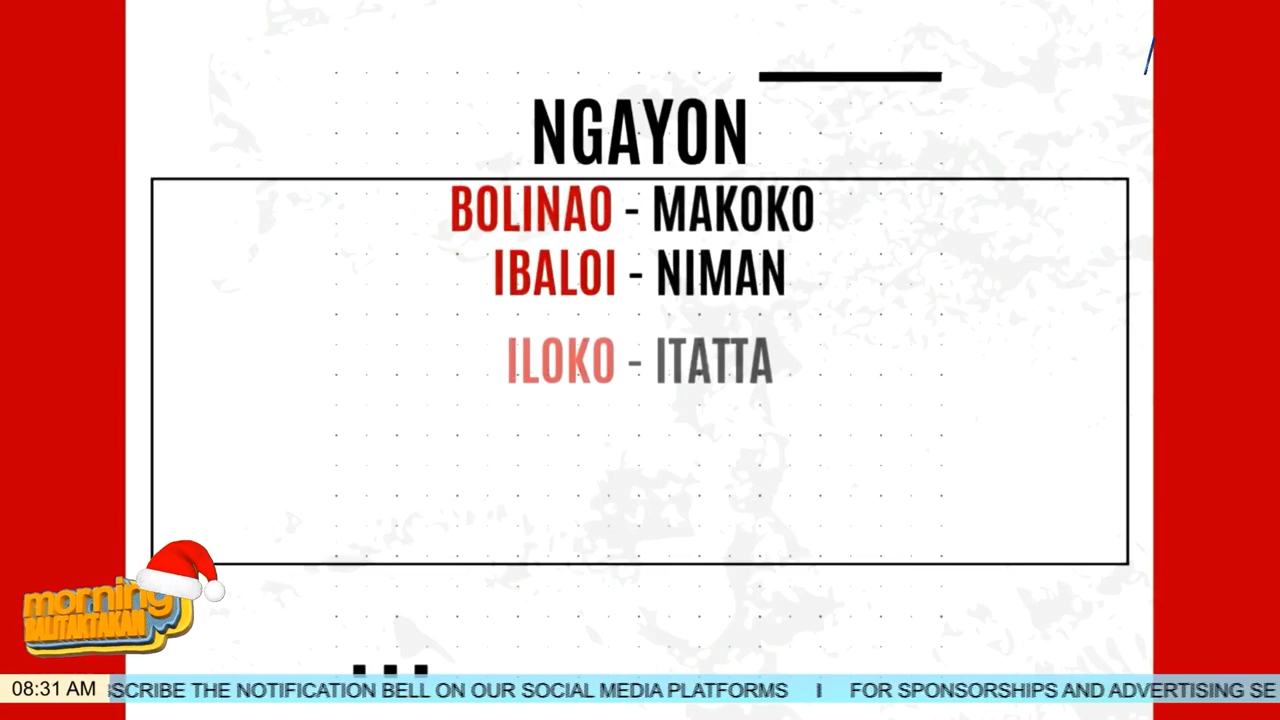 NGAYON
BOLINAO - MAKOKO
IBALOI - NIMAN
ILOKO - ITATTA
morning
BALITAKTAKAN
08:31 AM
SCRIBE THE NOTIFICATION BELL ON OUR SOCIAL MEDIA PLATFORMS I FOR SPONSORSHIPS AND ADVERTISING SE